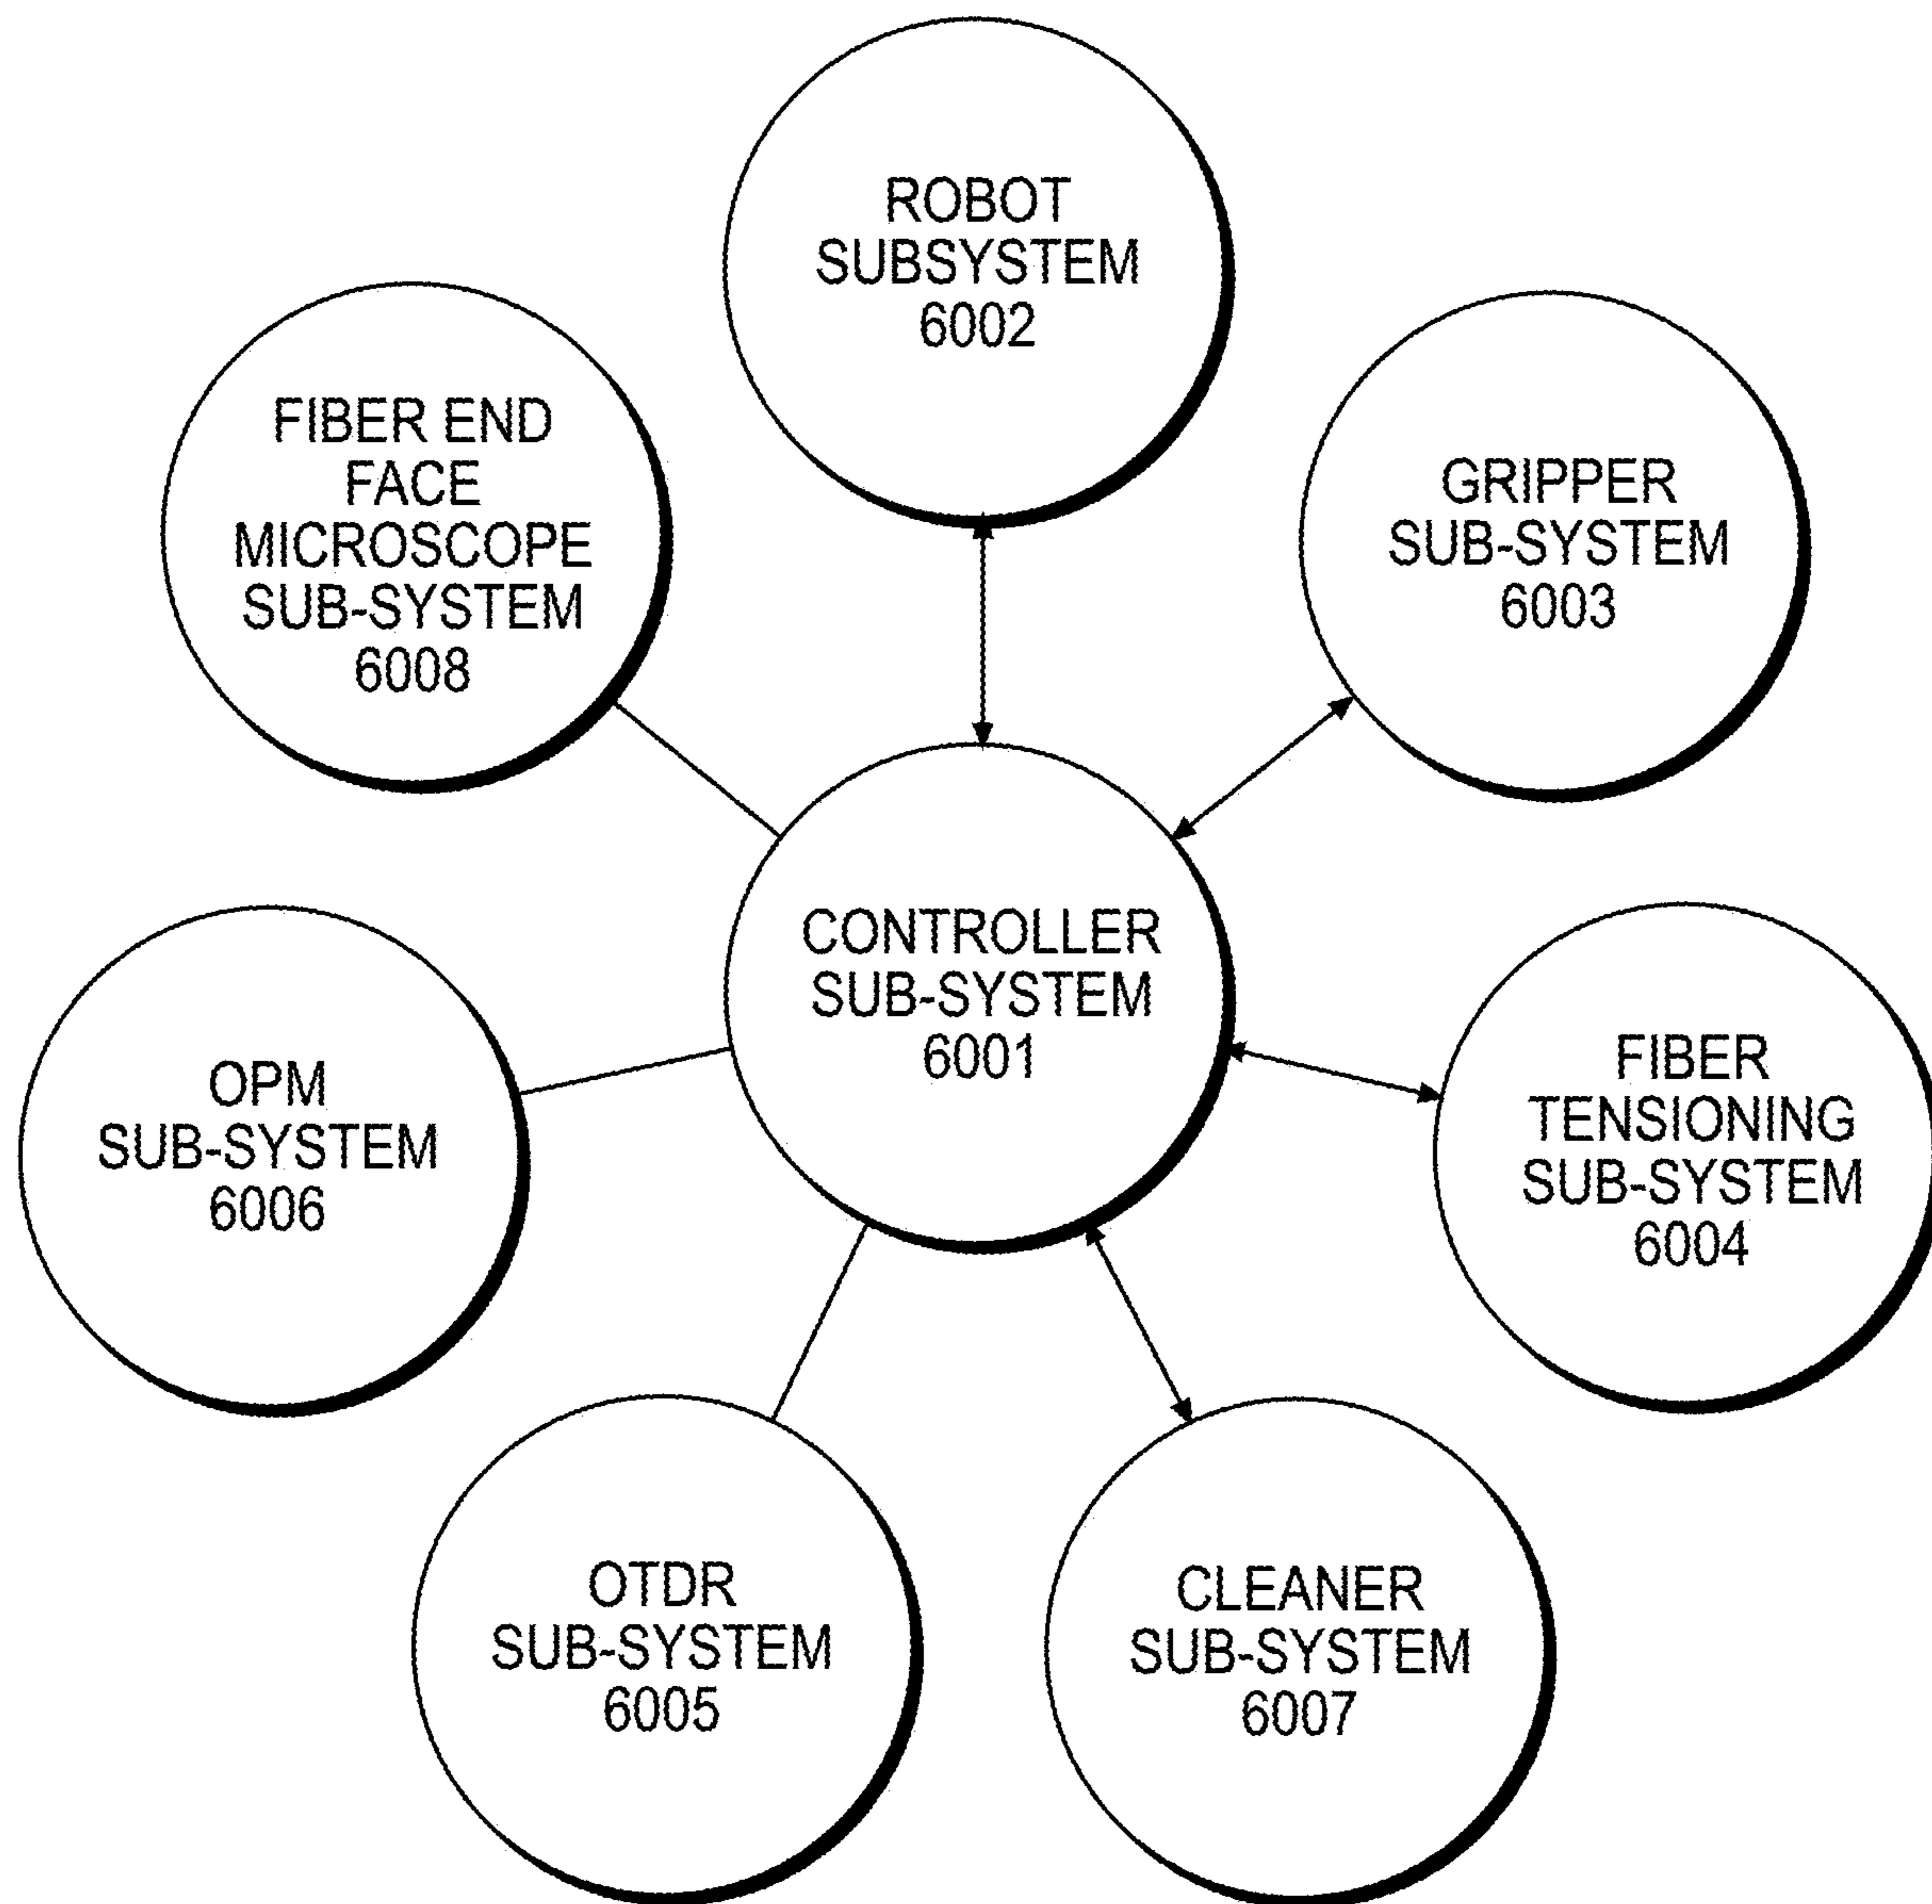 ROBOT
SUBSYSTEM
6002
FIBER END
FACE
MICROSCOPE
SUB-SYSTEM
6008
GRIPPER
SUB-SYSTEM
6003
CONTROLLER
SUB-SYSTEM
6001
OPM
SUB-SYSTEM
6006
FIBER
TENSIONING
SUB-SYSTEM
6004
OTDR
SUB-SYSTEM
6005
CLEANER
SUB-SYSTEM
6007